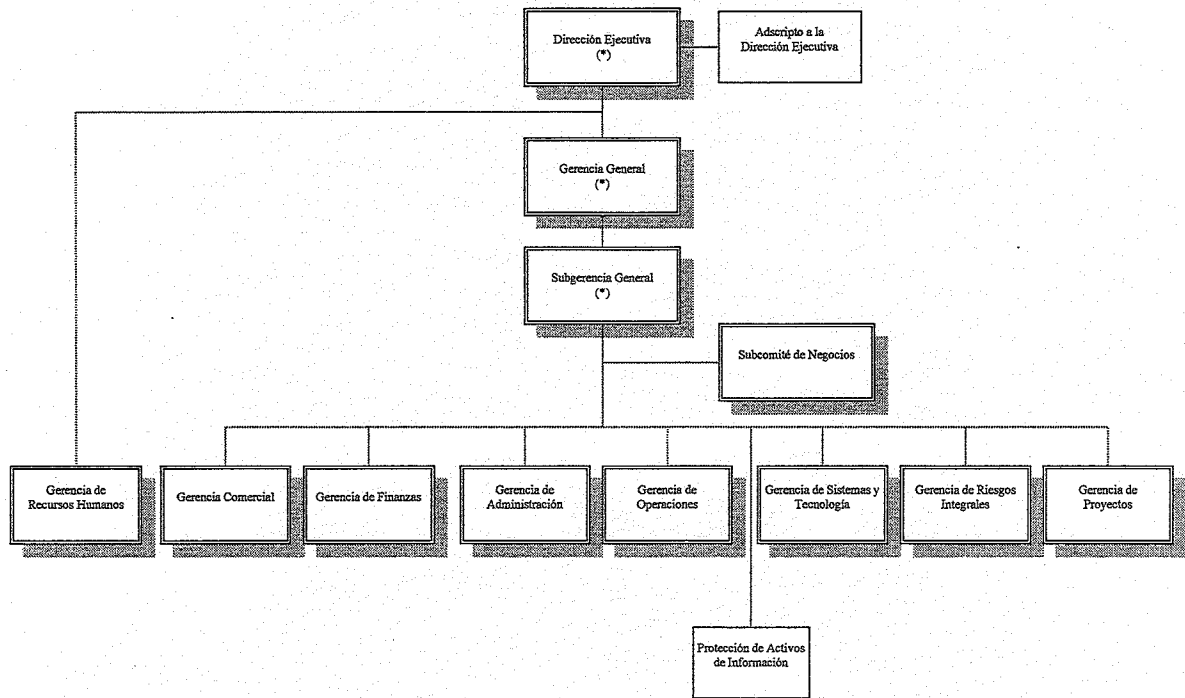 Dirección Ejecutiva
(*)
Adscripto a la
Dirección Ejecutiva
Gerencia General
(*)
Subgerencia General
(*)
Subcomité de Negocios
Gerencia de
Recursos Humanos
Gerencia Comercial
Gerencia de Finanzas
Gerencia de
Administración
Gerencia de
Operaciones
Gerencia de Sistemas y
Tecnología
Gerencia de Riesgos
Integrales
Gerencia de
Proyectos
Protección de Activos
de Información